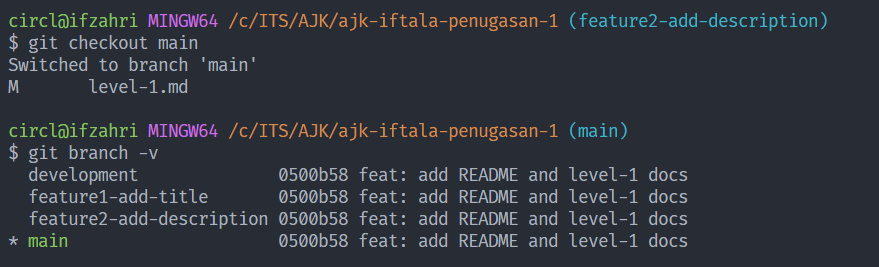 circl@ifzahri MINGW64 /c/ITS/AJK/ajk-iftala-penugasan-1 (feature2-add-description)
$ git checkout main
Switched to branch 'main'
M       level-1.md
circl@ifzahri MINGW64 /c/ITS/AJK/ajk-iftala-penugasan-1 (main)
$ git branch -v
  development              0500b58 feat: add README and level-1 docs
  feature1-add-title       0500b58 feat: add README and level-1 docs
  feature2-add-description 0500b58 feat: add README and level-1 docs
* main                     0500b58 feat: add README and level-1 docs